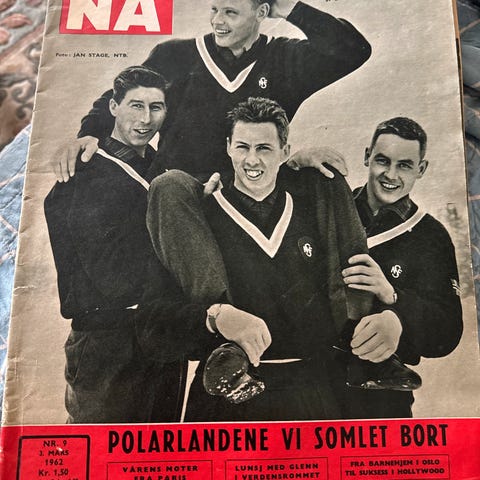 NÅ
Foto: JAN STAGE, NTB.
NR. 9
3. MARS
1962
Kr. 1,50
POLARLANDENE VI SOMLET BORT
VÅRENS MOTER
FRA PARIS
LUNSJ MED GLENN
I VERDENSROMMET
FRA BARNEHJEM I OSLO
TIL SUKSESS I HOLLYWOOD